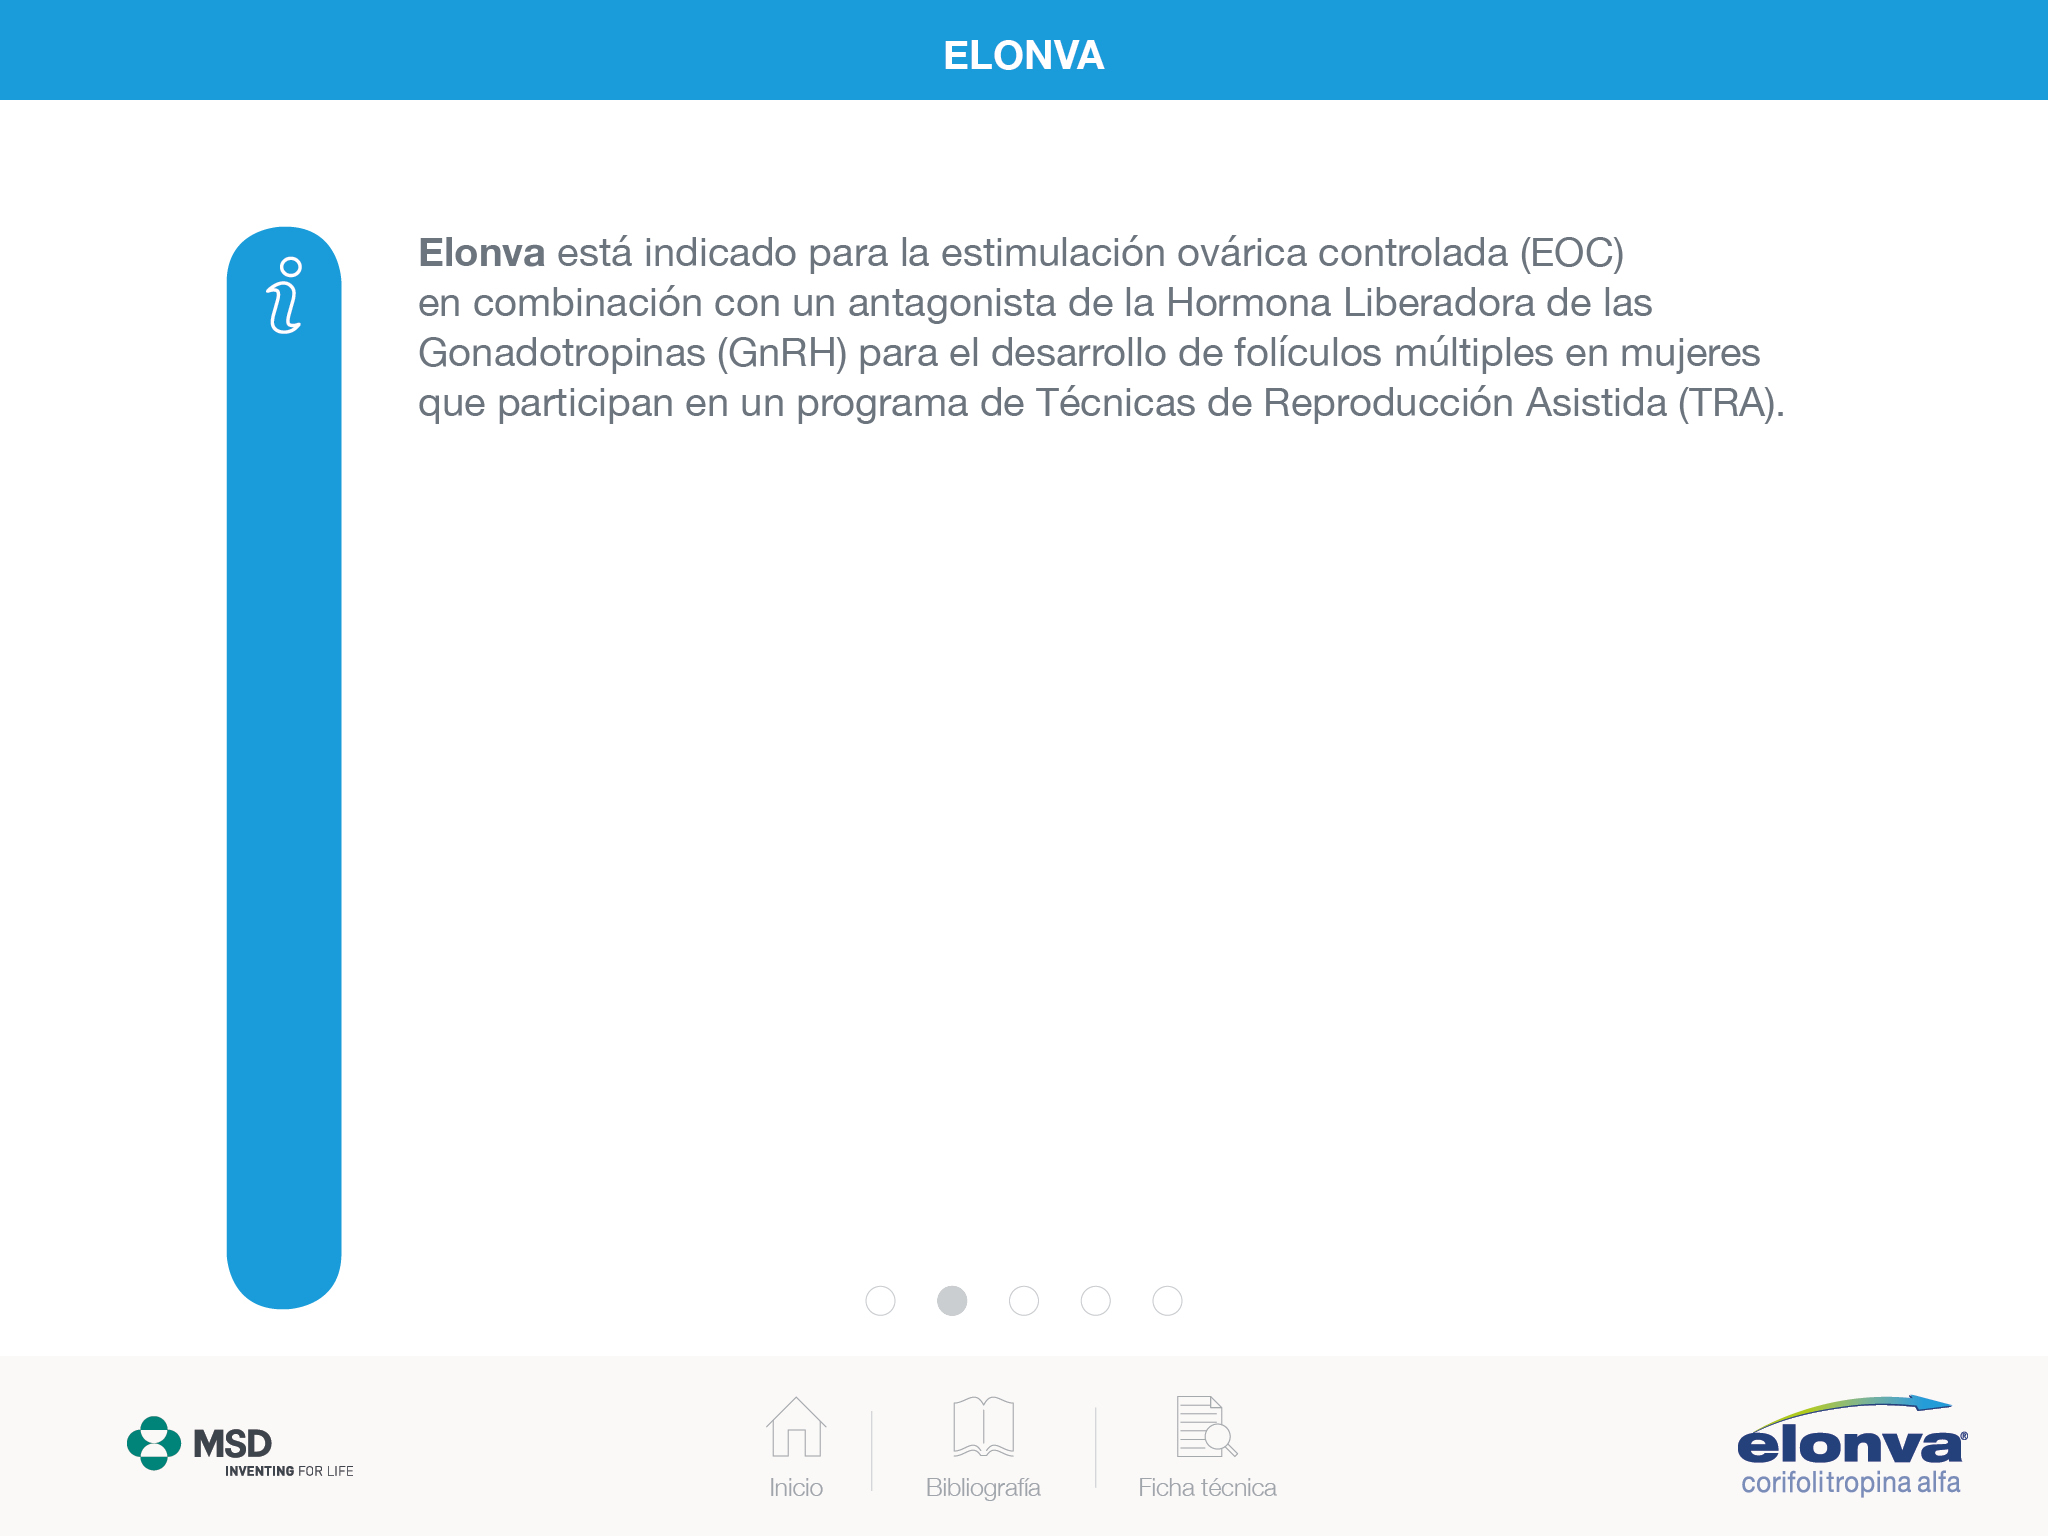 ELONVA
Elonva está indicado para la estimulación ovárica controlada (EOC)
en combinación con un antagonista de la Hormona Liberadora de las
Gonadotropinas (GnRH) para el desarrollo de folículos múltiples en mujeres
que participan en un programa de Técnicas de Reproducción Asistida (TRA).
MSD
INVENTING FOR LIFE
Inicio
Bibliografía
Ficha técnica
elonva®
corifolitropina alfa